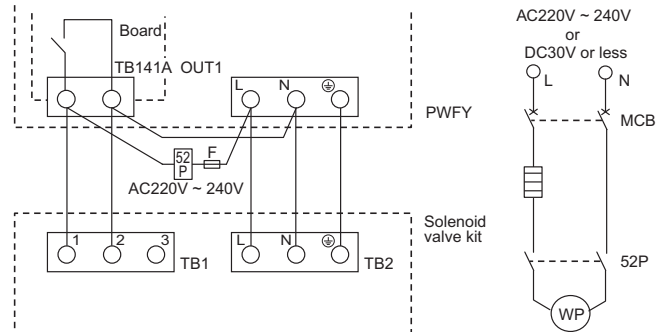 Board
TB141A OUT1
L N
PWFY
52
P
F
AC220V ~ 240V
Solenoid
valve kit
1 2 3
TB1
L N
TB2
AC220V ~ 240V
or
DC30V or less
L N
MCB
52P
WP